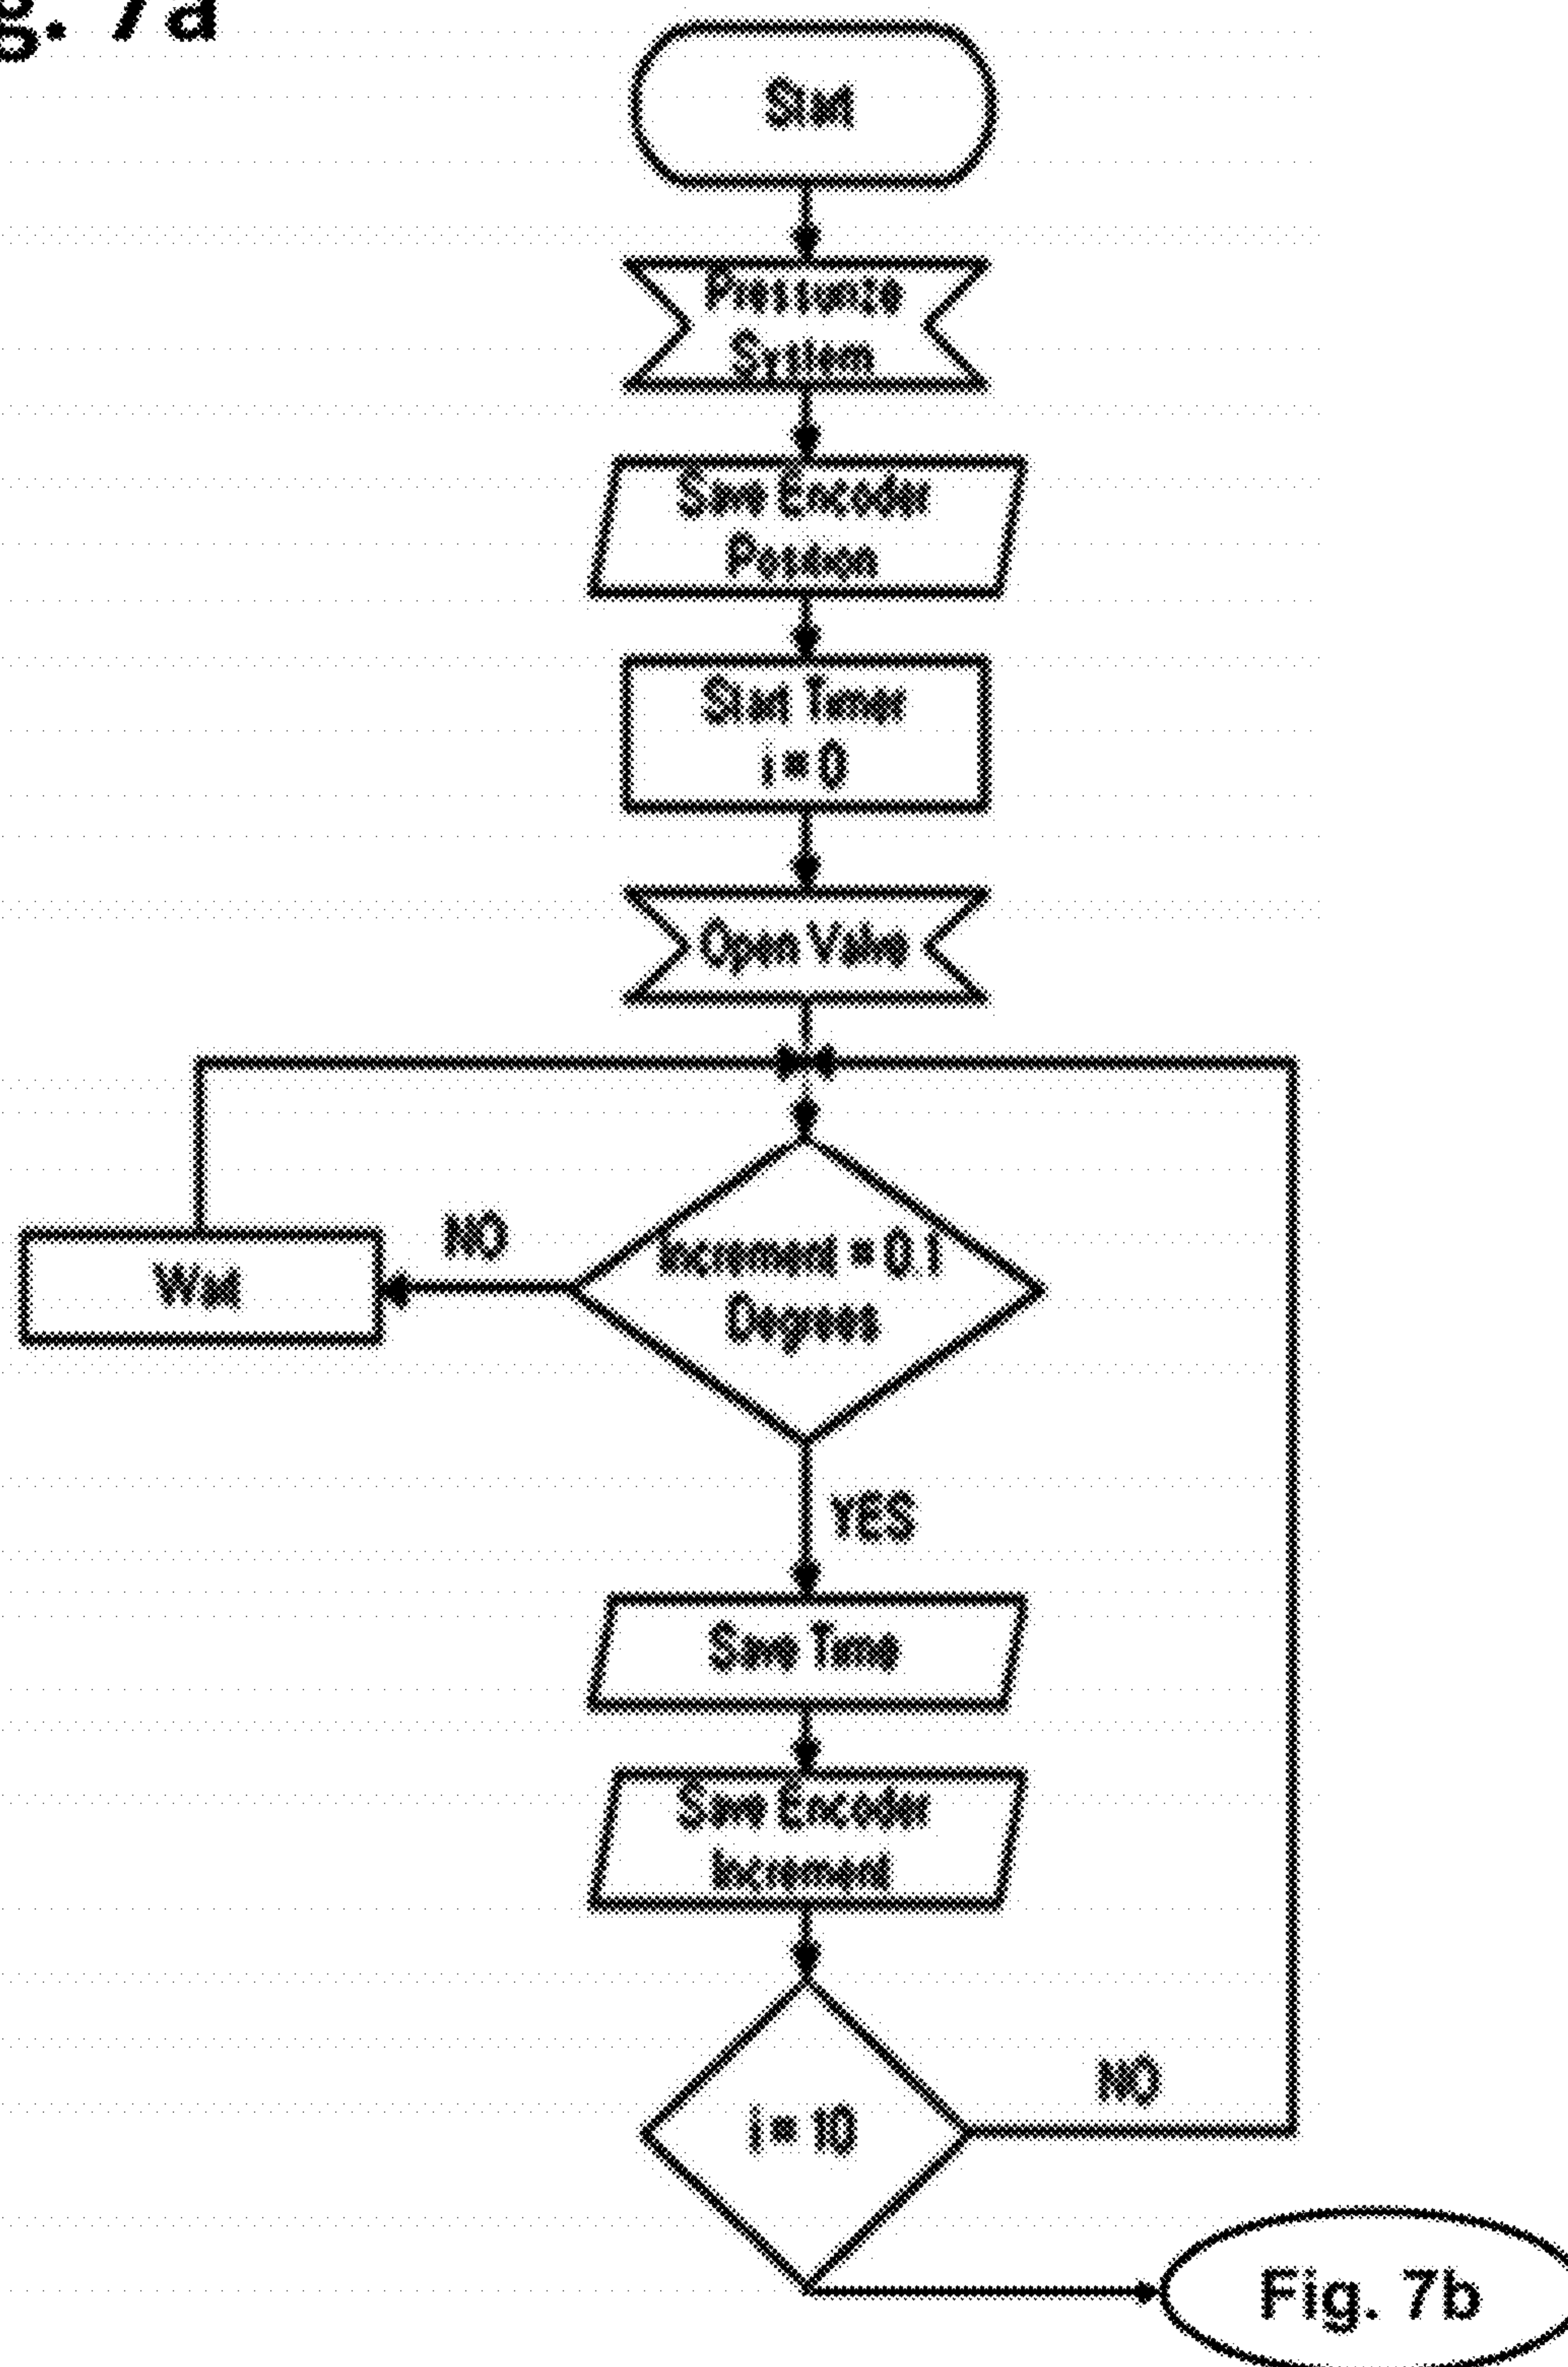 g. 7a
Start
Pressurize
System
Save Encoder
Position
Start Timer
i = 0
Open Valve
Increment = 0.1
Degrees
NO
Wait
YES
Save Time
Save Encoder
Increment
i = 10
NO
Fig. 7b